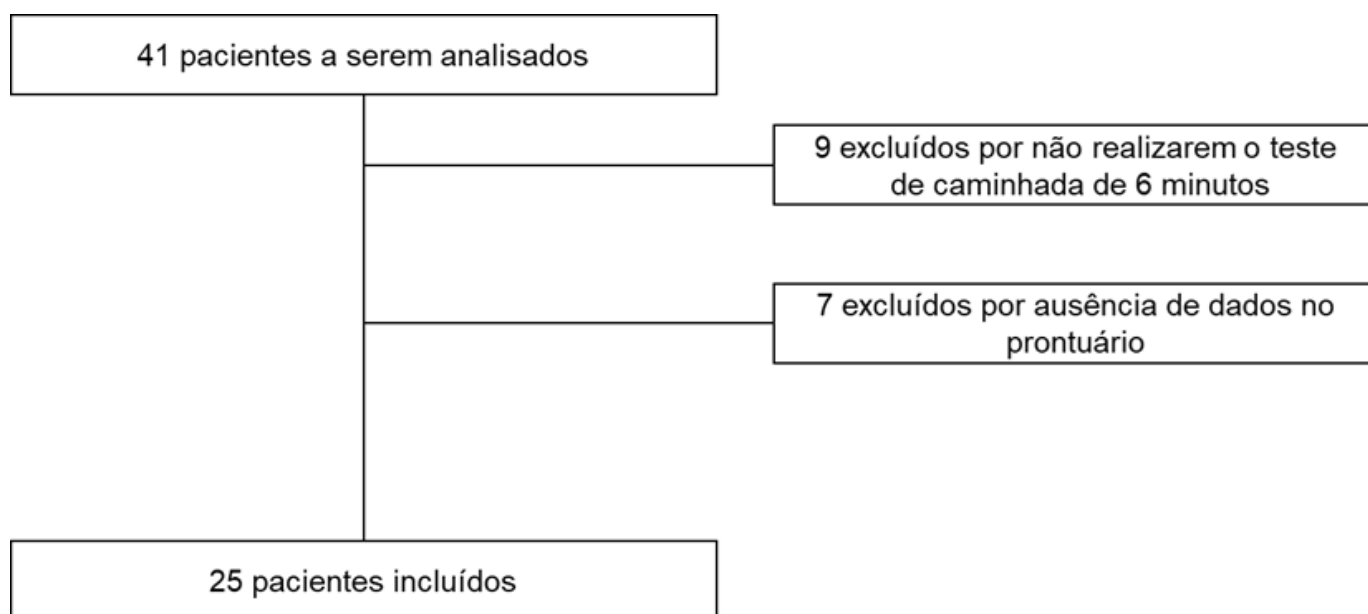 41 pacientes a serem analisados
9 excluídos por não realizarem o teste
de caminhada de 6 minutos
7 excluídos por ausência de dados no
prontuário
25 pacientes incluídos